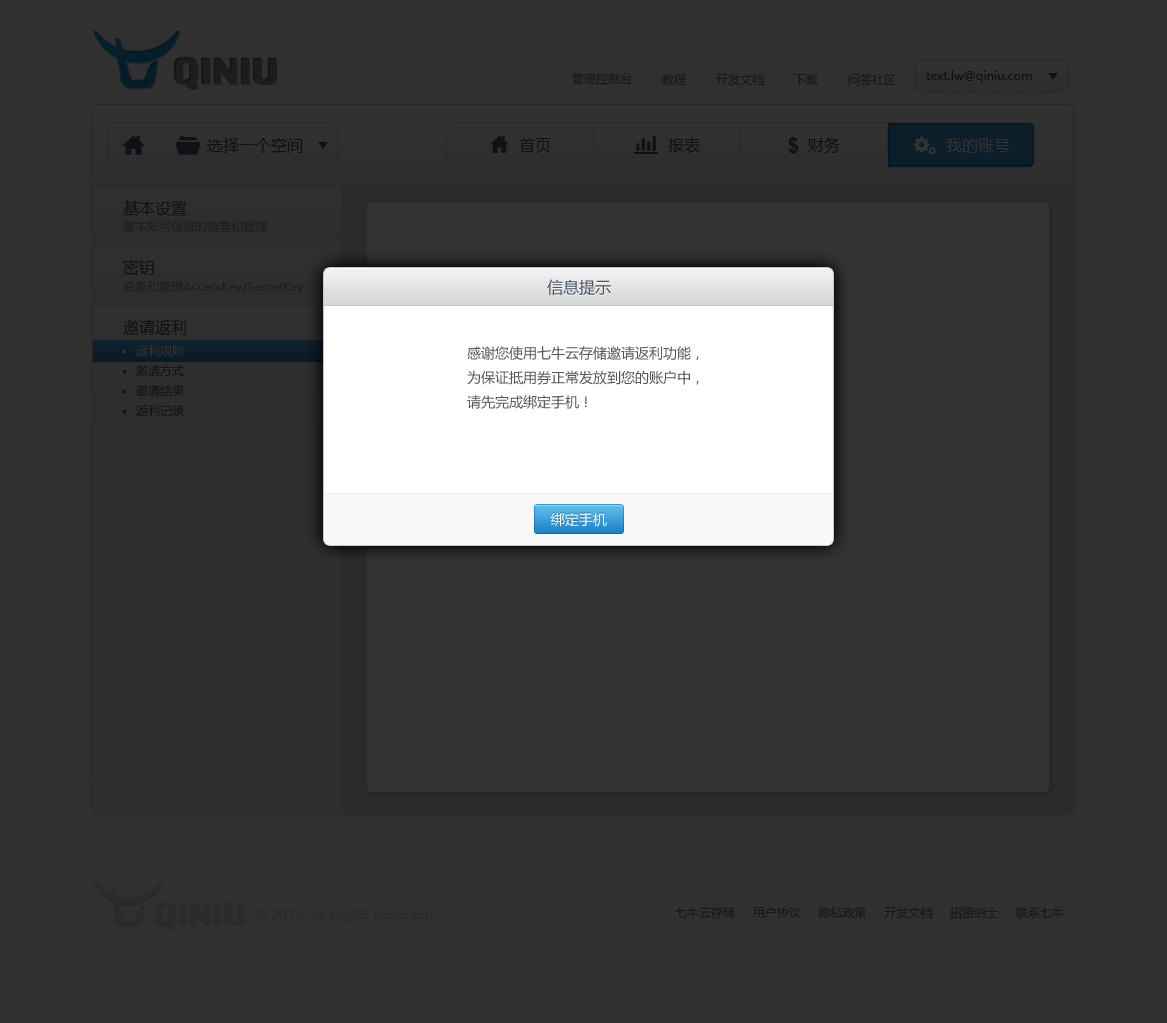 QINIU
管理控制台 教程 开发文档 下载 问答社区 text.lw@qiniu.com
选择一个空间 首页 报表 $ 财务 我的账号
基本设置
基本账号信息的查看和管理
密钥
查看和管理AccessKey/SecretKey
邀请返利
返利规则
邀请方式
邀请结果
返利记录
信息提示
感谢您使用七牛云存储邀请返利功能，
为保证抵用券正常发放到您的账户中，
请先完成绑定手机！
绑定手机
QINIU © 2012. All Rights Reserved 七牛云存储 用户协议 隐私政策 开发文档 招贤纳士 联系七牛